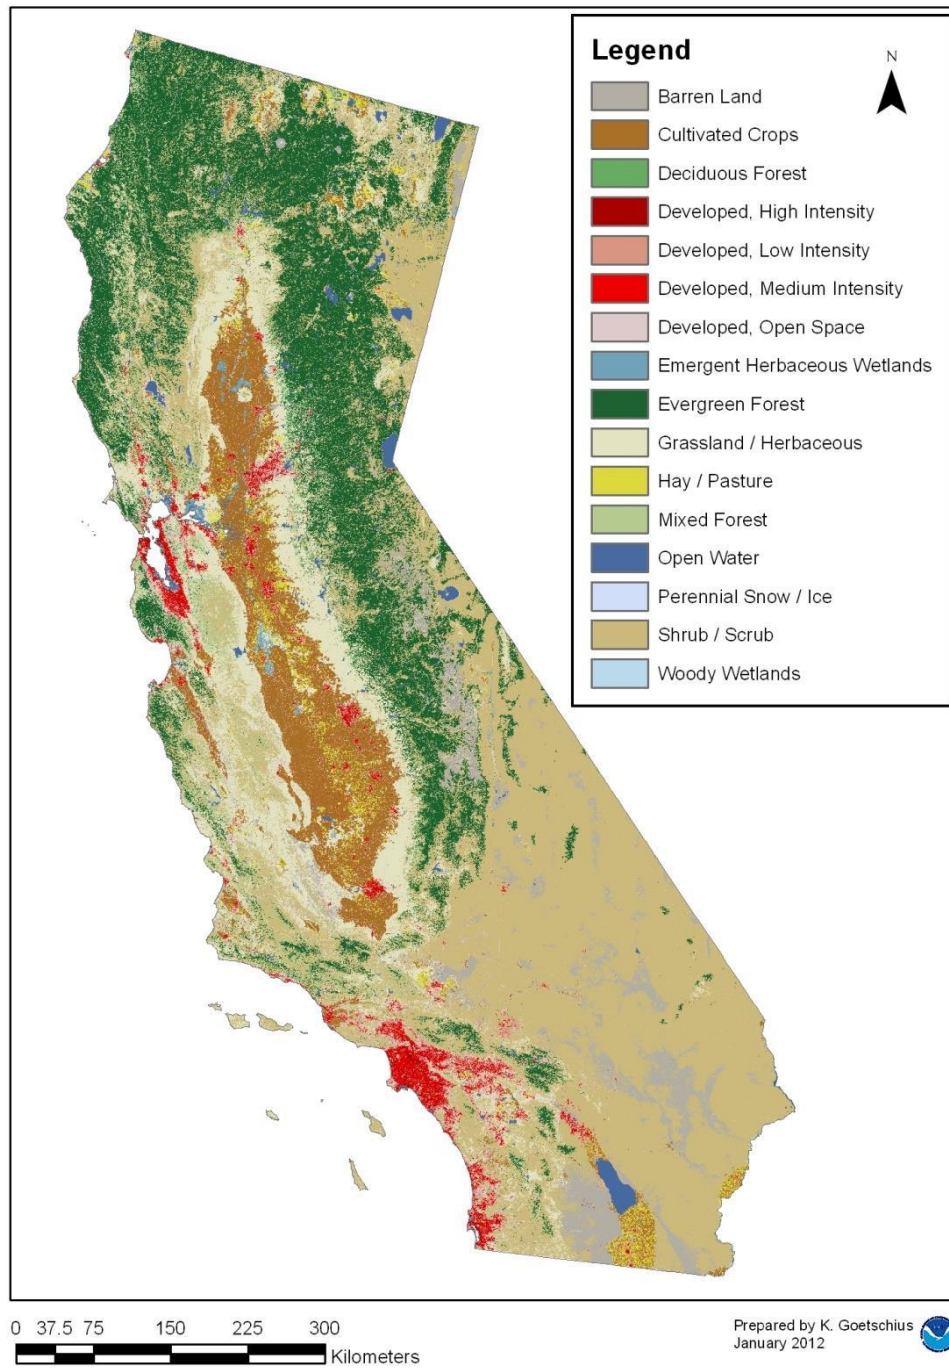 Legend
N
Barren Land
Cultivated Crops
Deciduous Forest
Developed, High Intensity
Developed, Low Intensity
Developed, Medium Intensity
Developed, Open Space
Emergent Herbaceous Wetlands
Evergreen Forest
Grassland / Herbaceous
Hay / Pasture
Mixed Forest
Open Water
Perennial Snow / Ice
Shrub / Scrub
Woody Wetlands
0 37.5 75 150 225 300
Kilometers
Prepared by K. Goetschius
January 2012